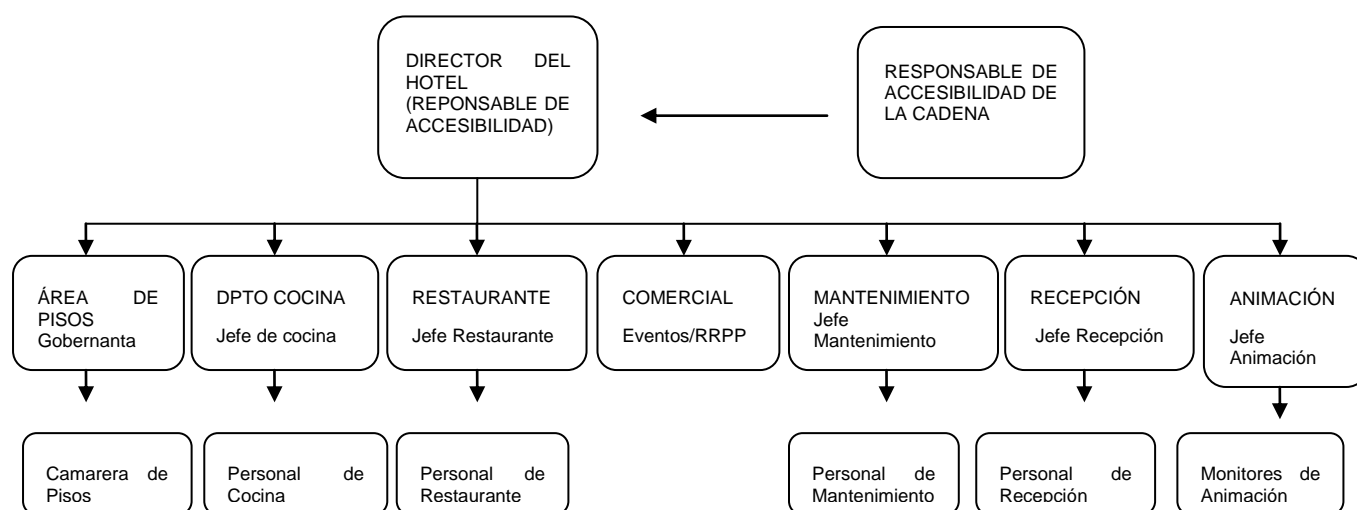 DIRECTOR DEL
HOTEL
(REPONSABLE DE
ACCESIBILIDAD)
RESPONSABLE DE
ACCESIBILIDAD DE
LA CADENA
ÁREA DE
PISOS
Gobernanta
DPTO COCINA
Jefe de cocina
RESTAURANTE
Jefe Restaurante
COMERCIAL
Eventos/RRPP
MANTENIMIENTO
Jefe
Mantenimiento
RECEPCIÓN
Jefe Recepción
ANIMACIÓN
Jefe
Animación
Camarera de
Pisos
Personal de
Cocina
Personal de
Restaurante
Personal de
Mantenimiento
Personal de
Recepción
Monitores de
Animación